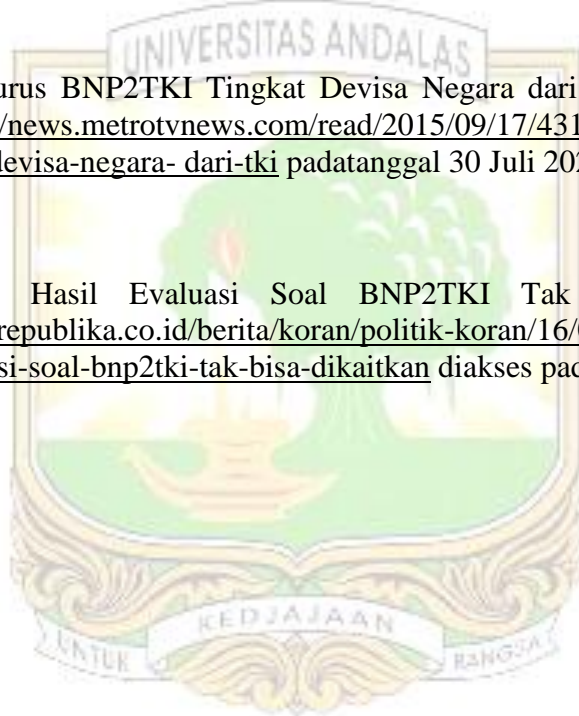 UNIVERSITAS ANDALAS
urus BNP2TKI Tingkat Devisa Negara dari
/news.metrotvnews.com/read/2015/09/17/431
devisa-negara- dari-tki padatanggal 30 Juli 202
Hasil Evaluasi Soal BNP2TKI Tak
republika.co.id/berita/koran/politik-koran/16/
si-soal-bnp2tki-tak-bisa-dikaitkan diakses pad
KEDJAJAAN
UNTUK BANGSA